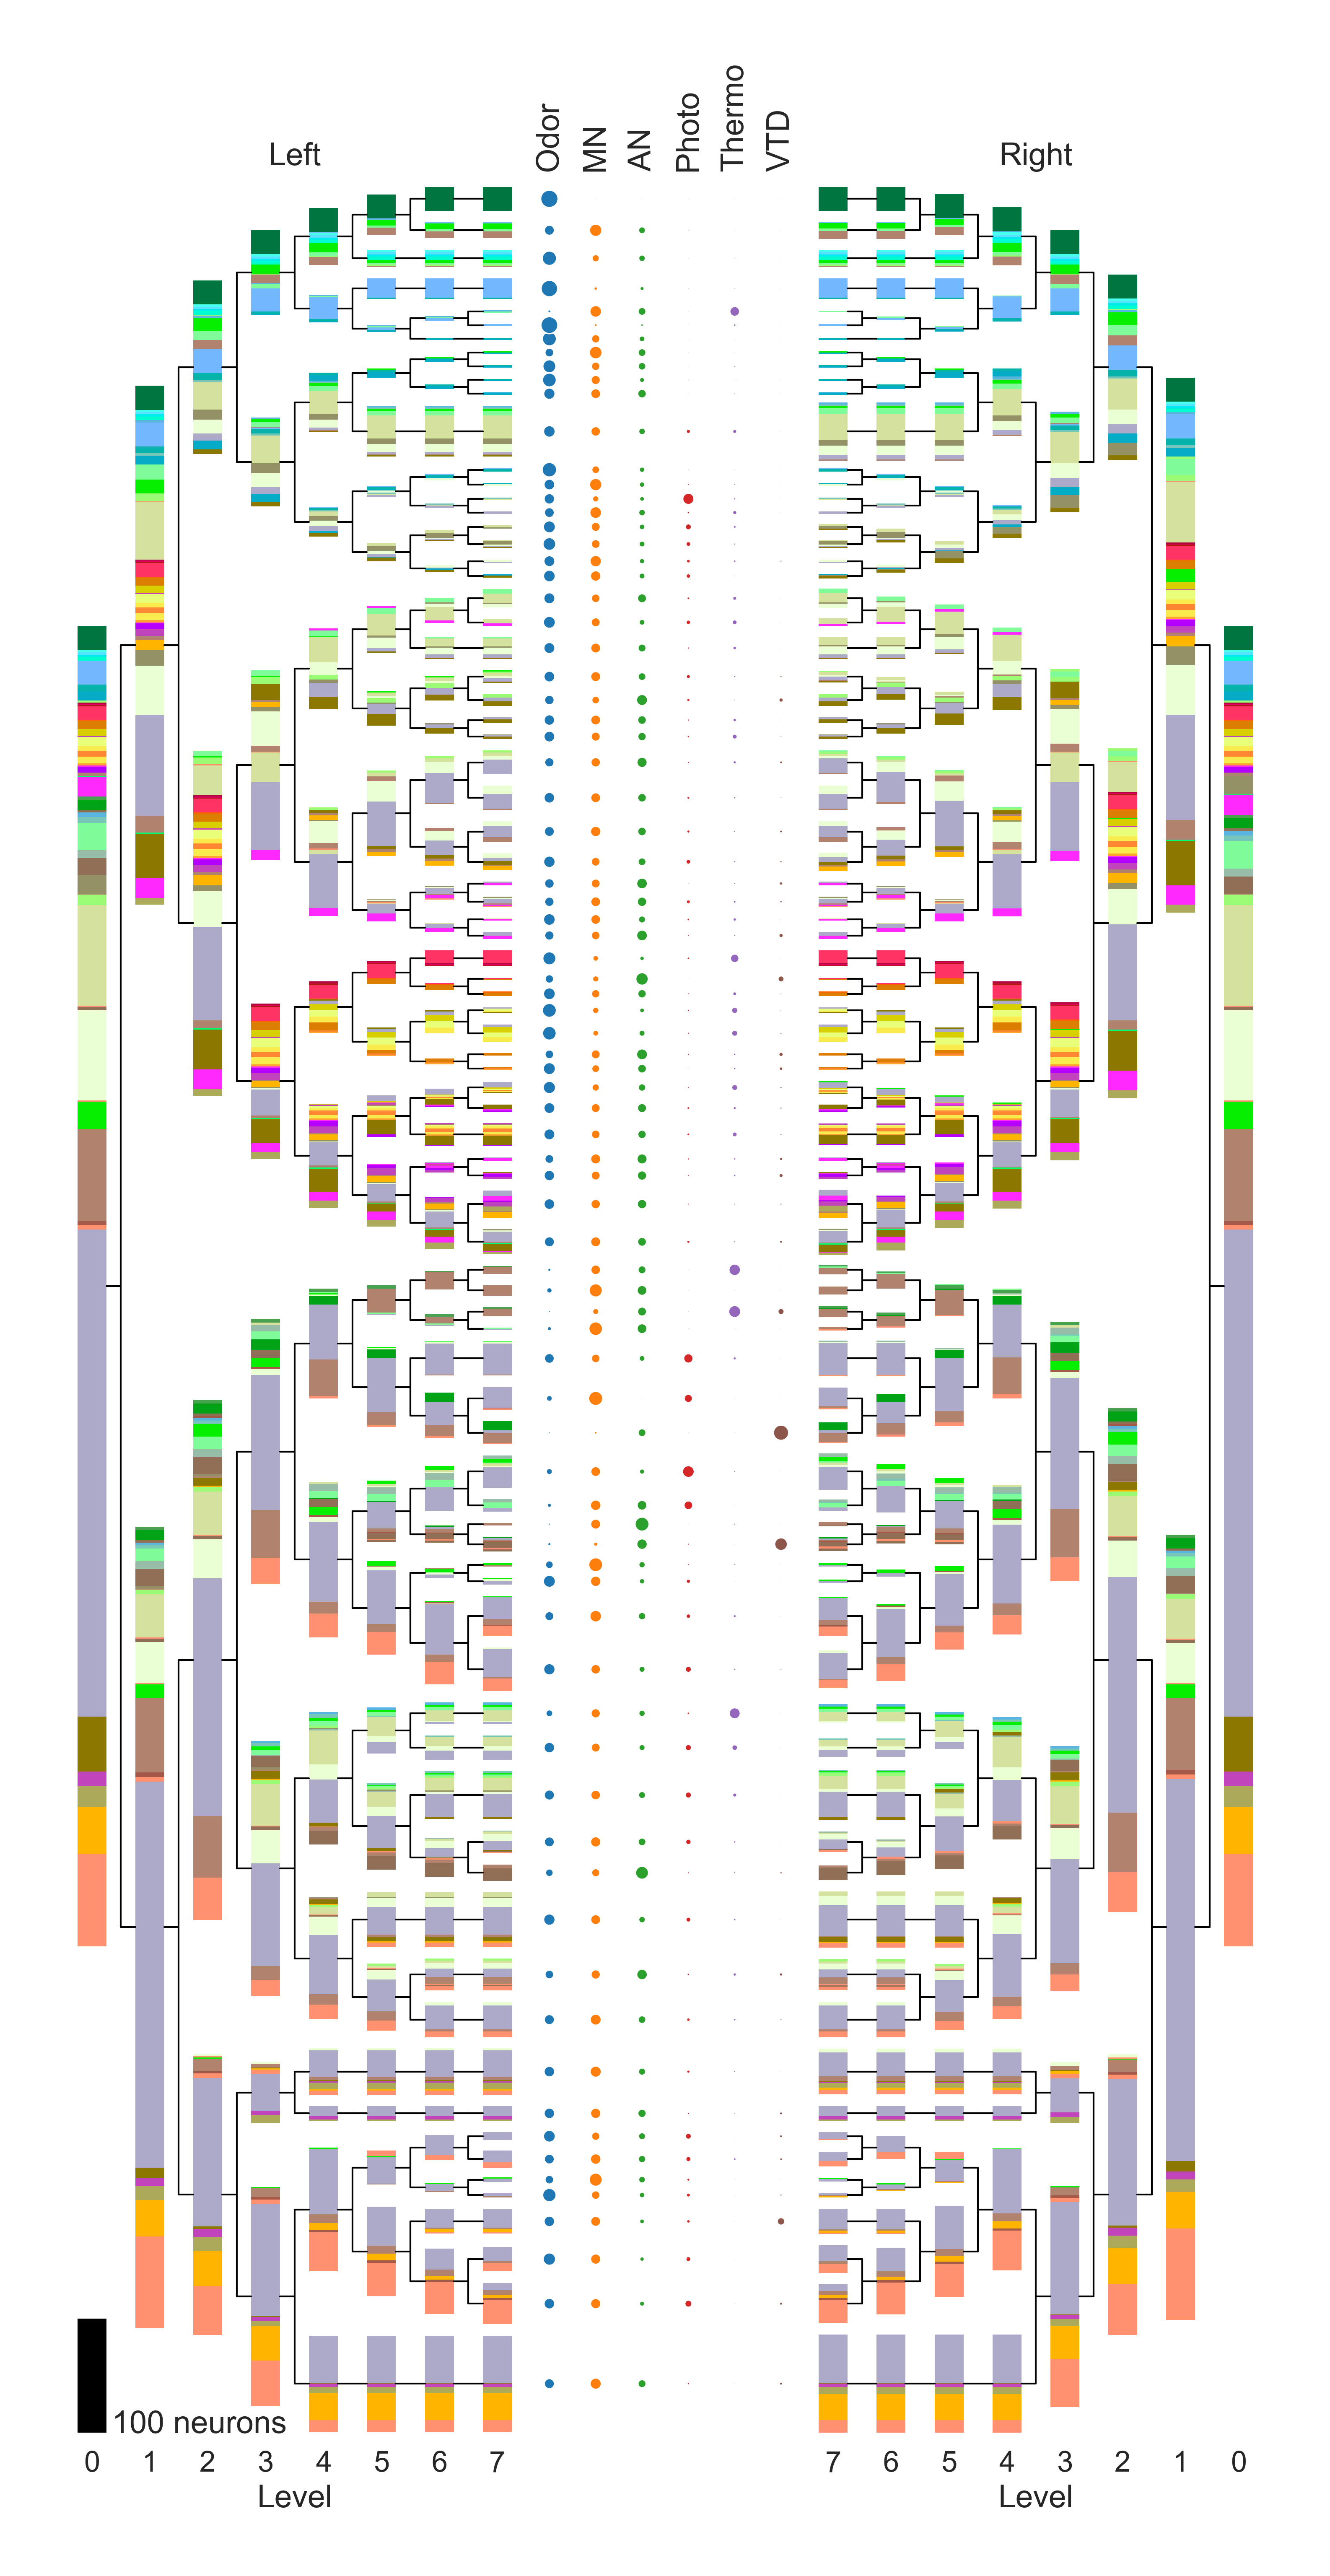 Left
Odor
MN
AN
Photo
Thermo
VTD
Right
100 neurons
0 1 2 3 4 5 6 7
7 6 5 4 3 2 1 0
Level
Level